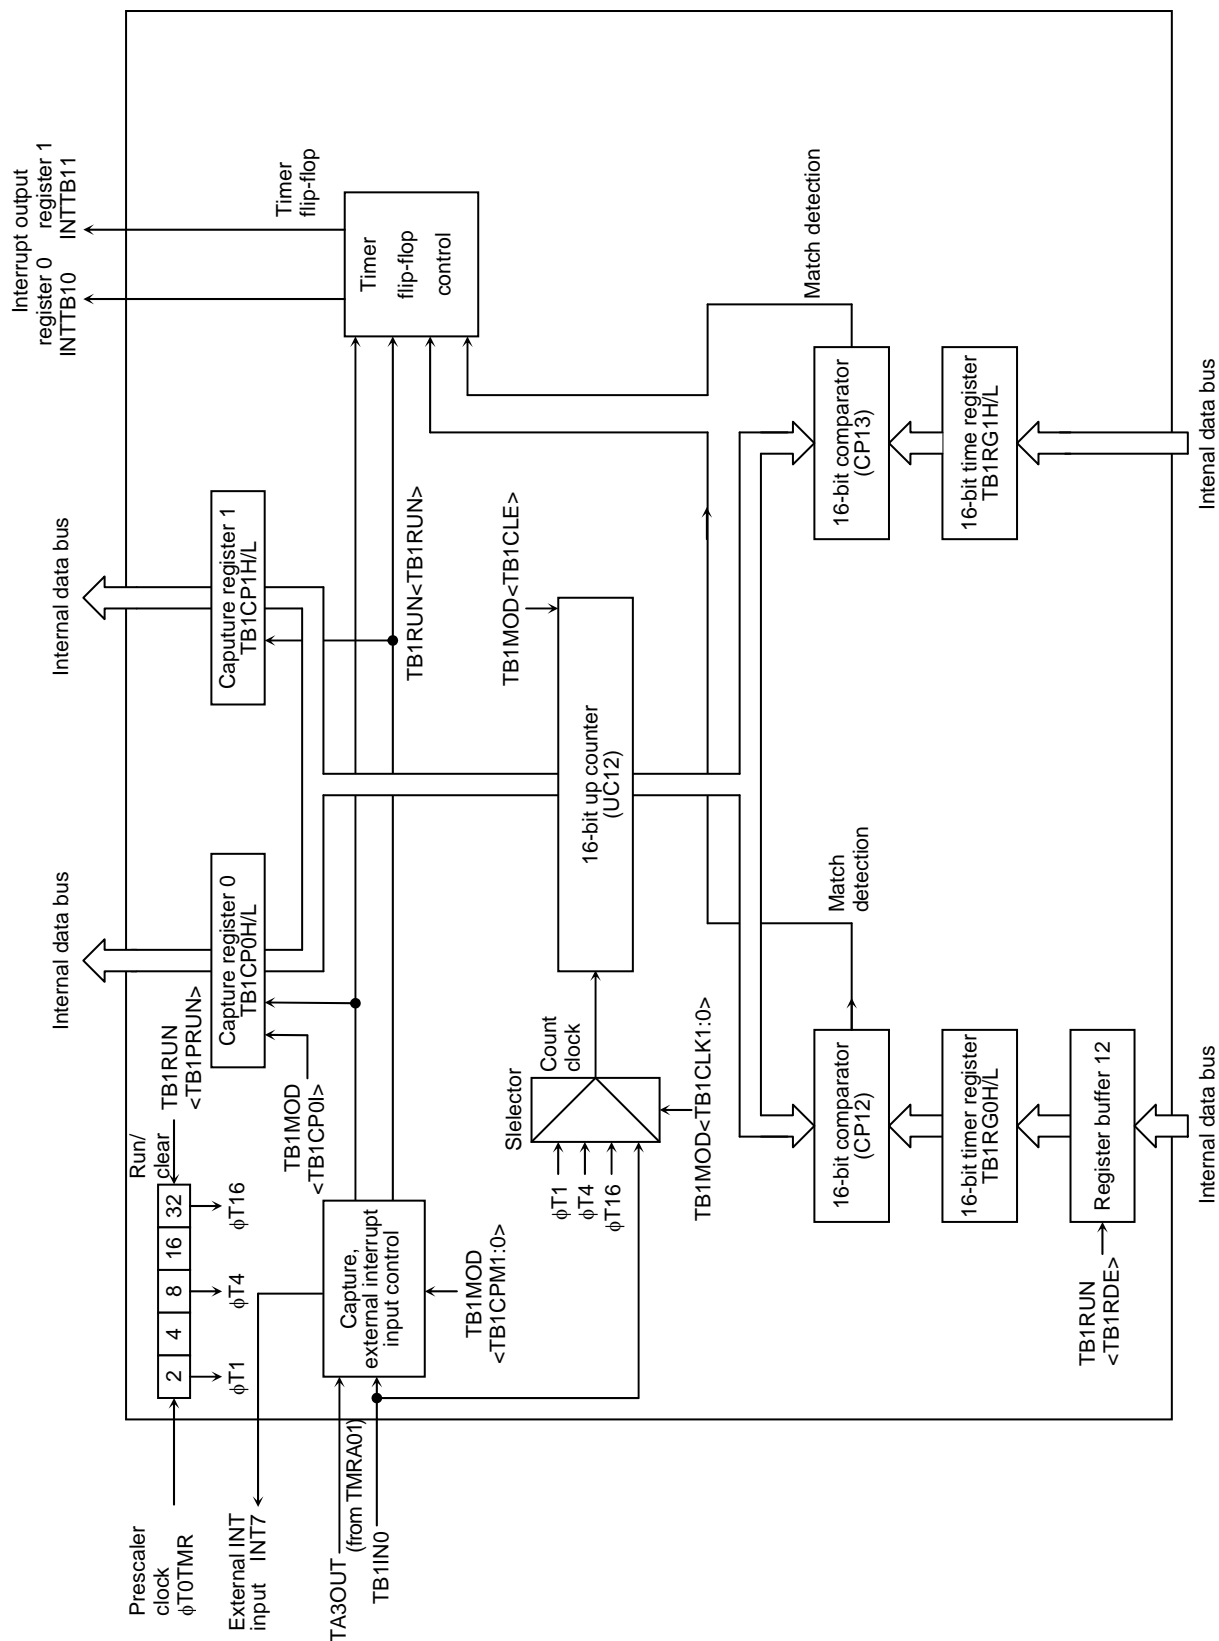 Prescaler
clock
φT0TMR
2
4
8
16
32
φT1
φT4
φT16
Run/
clear
TB1RUN
<TB1PRUN>
External INT
input INT7
TA3OUT
(from TMRA01)
TB1IN0
Capture,
external interrupt
input control
TB1MOD
<TB1CPM1:0>
TB1MOD
<TB1CP0I>
Internal data bus
Capture register 0
TB1CP0H/L
Internal data bus
Caputure register 1
TB1CP1H/L
TB1RUN<TB1RUN>
Interrupt output
register 0 register 1
INTTB10 INTTB11
Timer
flip-flop
Timer
flip-flop
control
Slelector
φT1
φT4
φT16
Count
clock
TB1MOD<TB1CLK1:0>
16-bit up counter
(UC12)
TB1MOD<TB1CLE>
Match
detection
Match detection
16-bit comparator
(CP12)
16-bit comparator
(CP13)
16-bit timer register
TB1RG0H/L
16-bit time register
TB1RG1H/L
Register buffer 12
TB1RUN
<TB1RDE>
Internal data bus
Intenal data bus